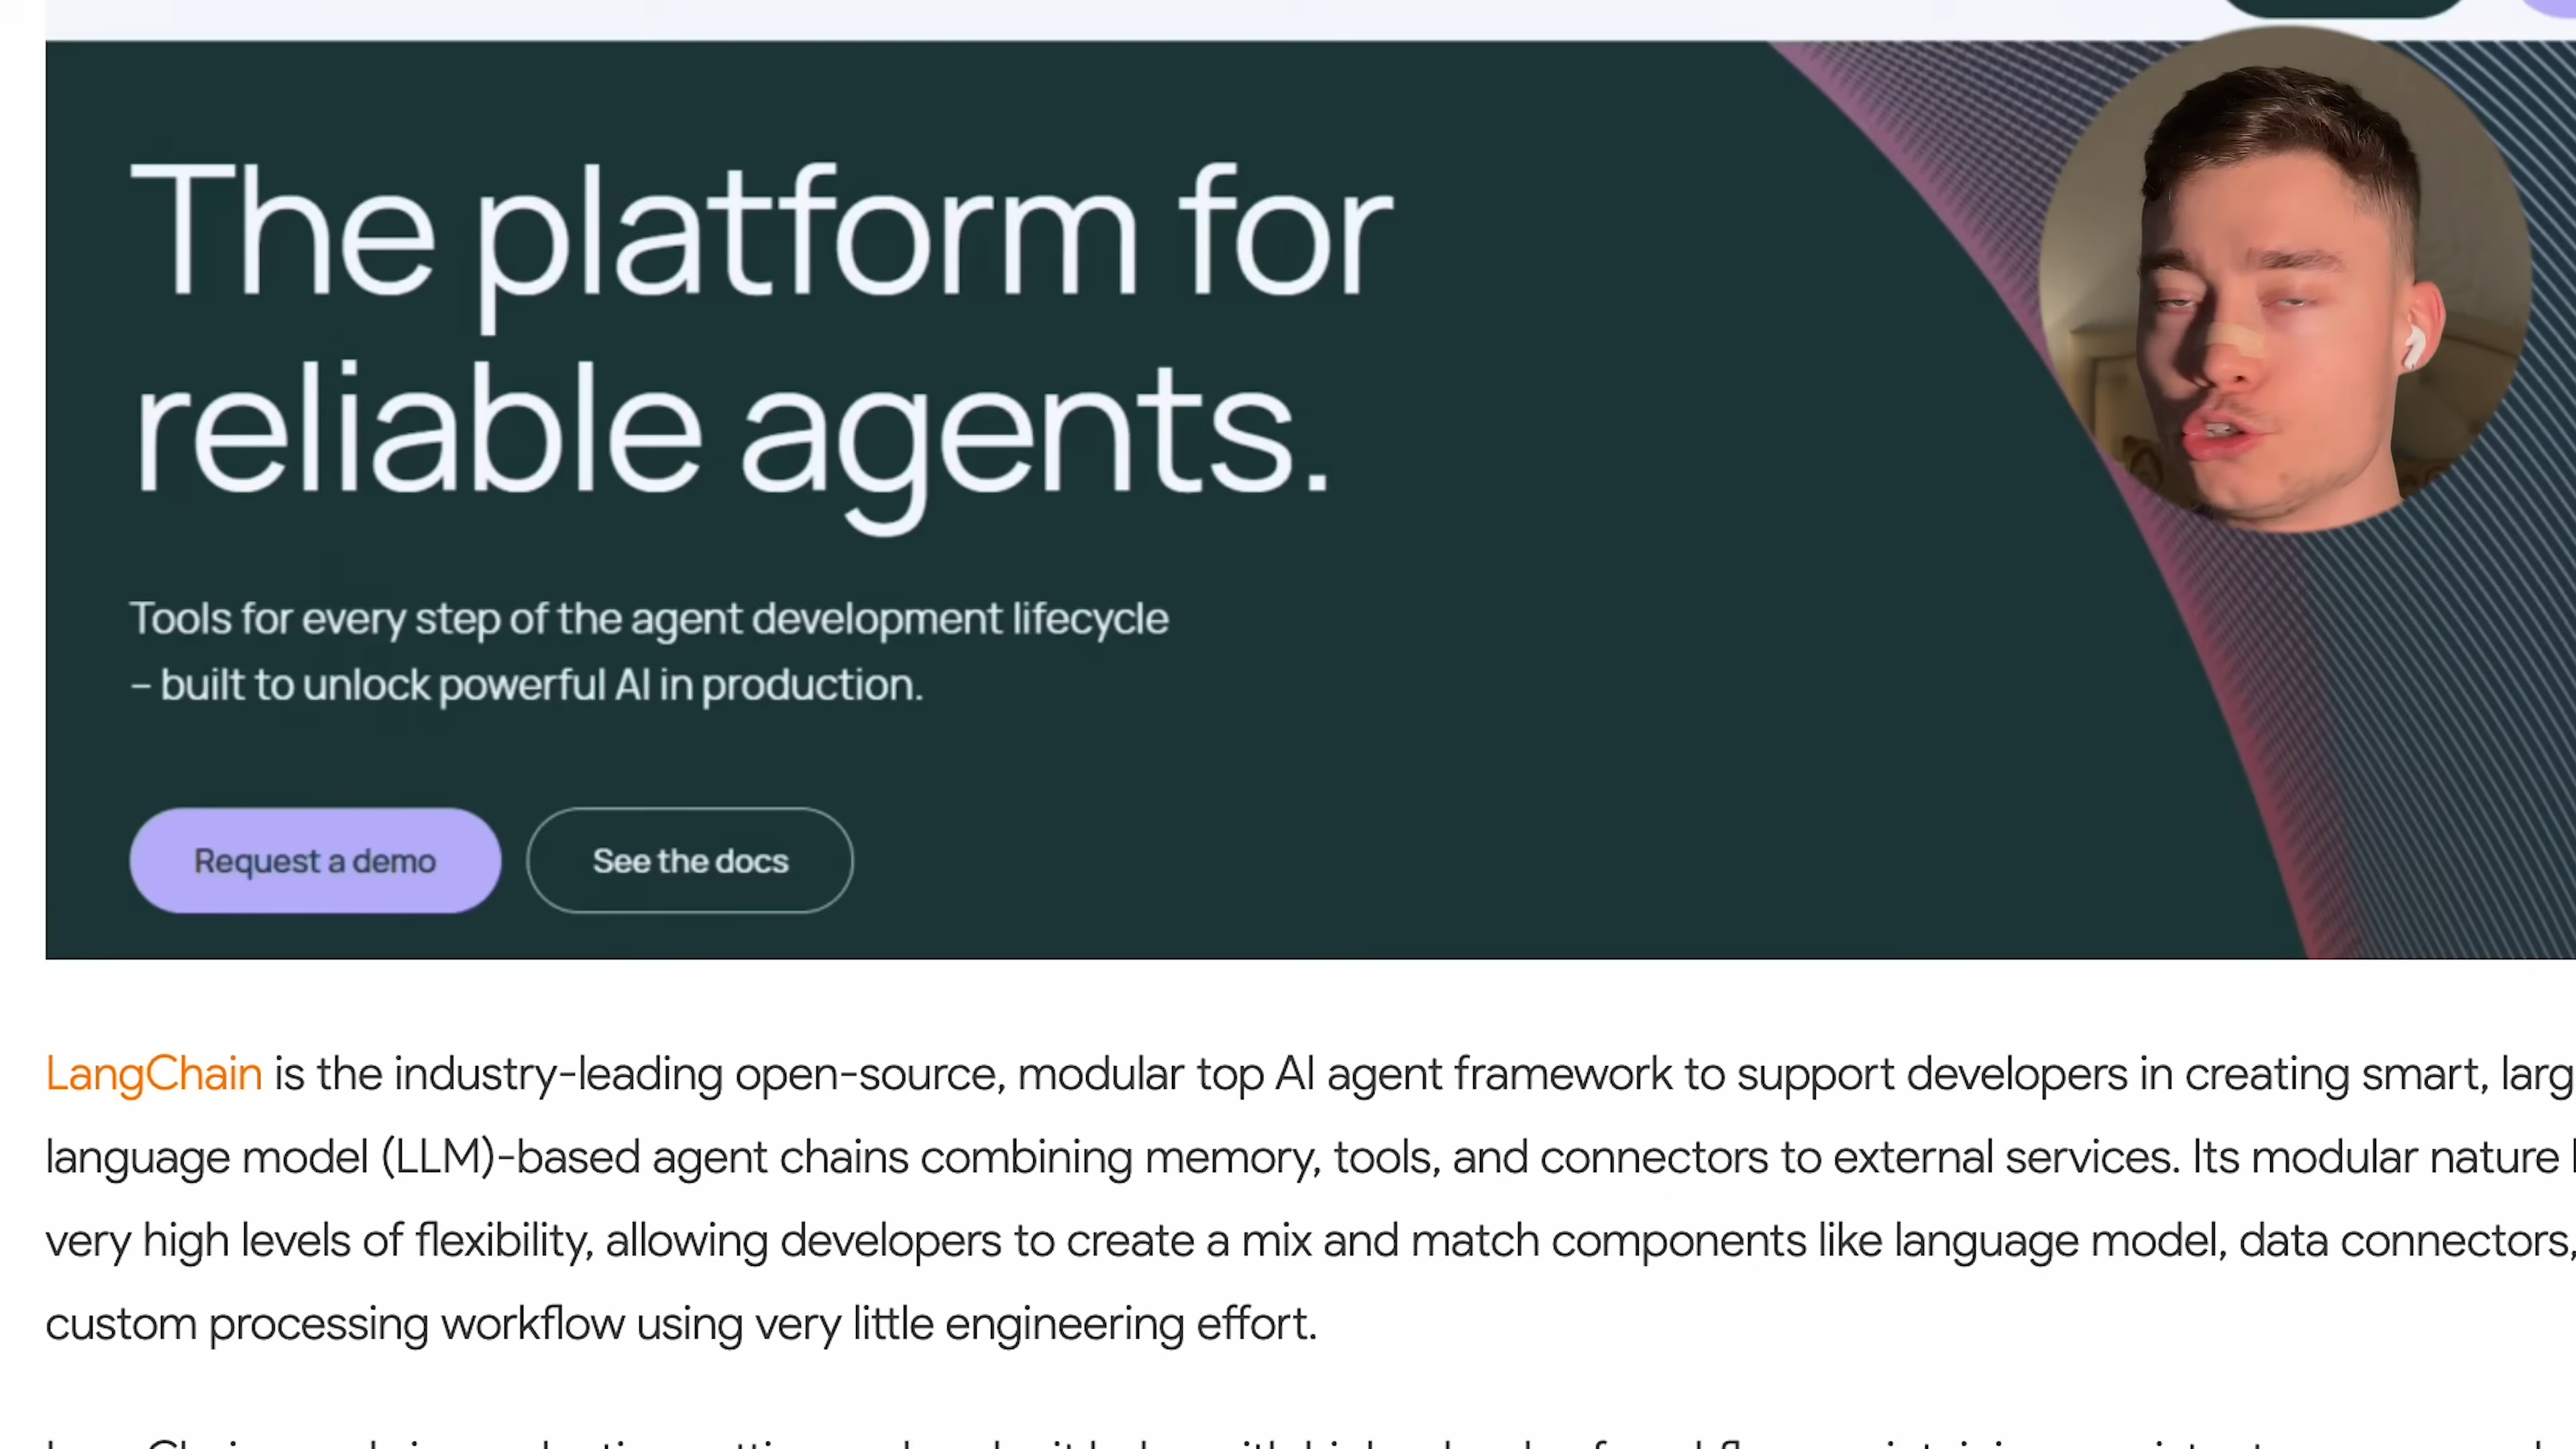 The platform for
reliable agents.
Tools for every step of the agent development lifecycle
– built to unlock powerful AI in production.
Request a demo
See the docs
LangChain is the industry-leading open-source, modular top AI agent framework to support developers in creating smart,
language model (LLM)-based agent chains combining memory, tools, and connectors to external services. Its modular nature
very high levels of flexibility, allowing developers to create a mix and match components like language model, data connectors,
custom processing workflow using very little engineering effort.